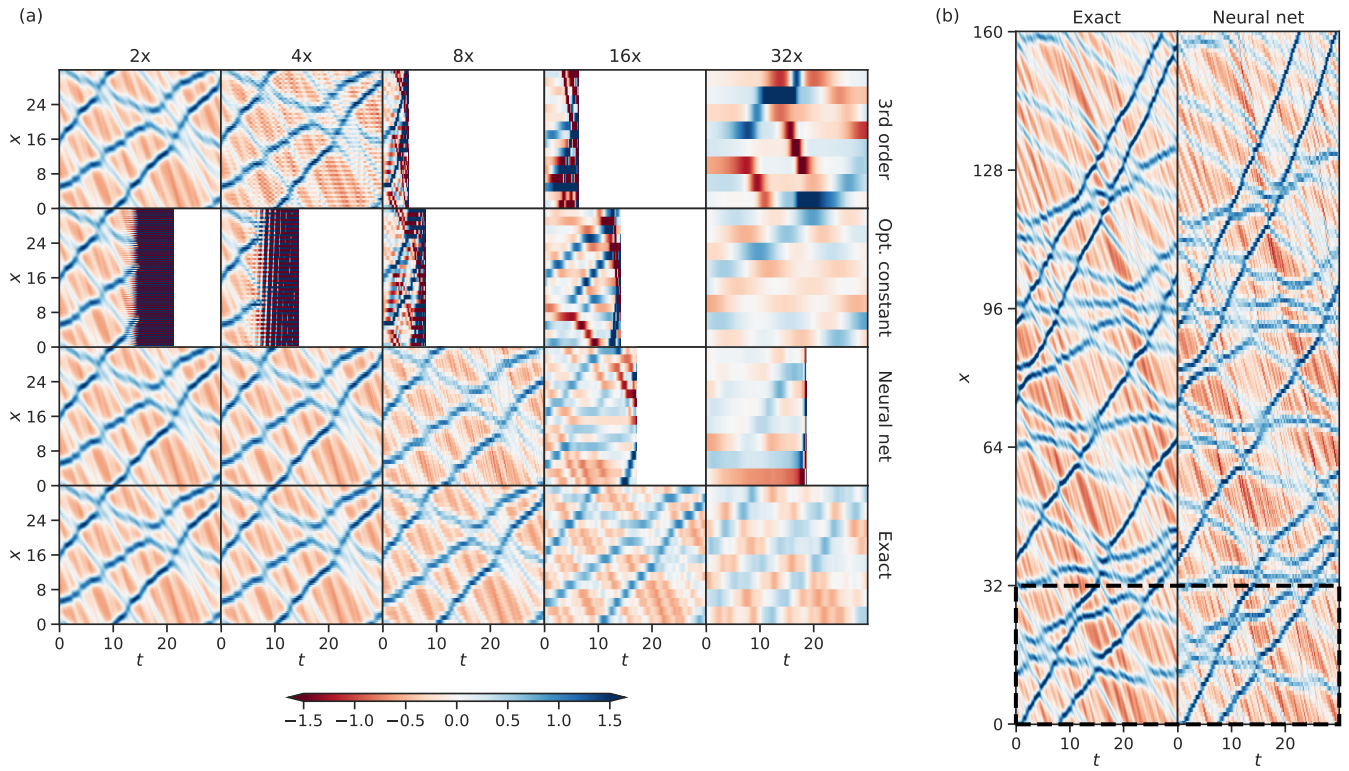 (a)
2x 4x 8x 16x 32x
x 24 16 8 0 3rd order
x 24 16 8 0 Opt. constant
x 24 16 8 0 Neural net
x 24 16 8 0 Exact
0 10 20 0 10 20 0 10 20 0 10 20 0 10 20
t t t t t
−1.5 −1.0 −0.5 0.0 0.5 1.0 1.5
(b)
Exact Neural net
160
128
96
x
64
32
0
0 10 20 0 10 20
t t